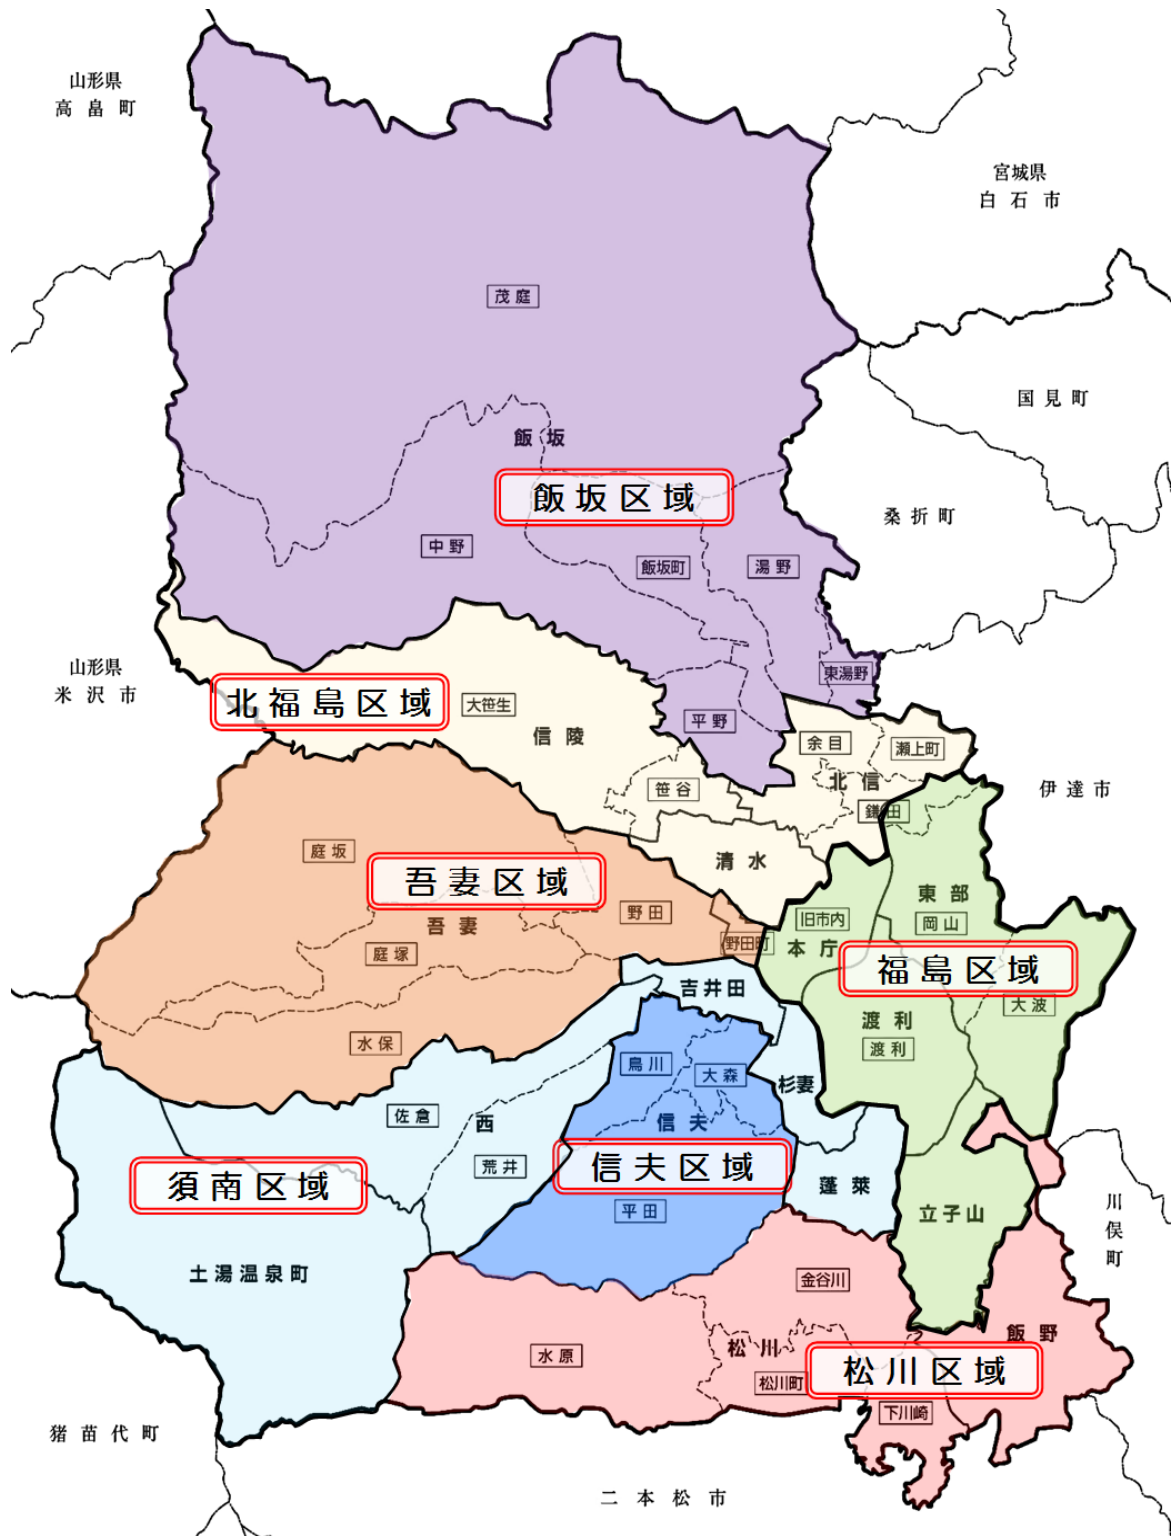 山形県
高畠町
宮城県
白石市
茂庭
国見町
飯坂
飯坂区域
桑折町
中野
飯坂町
湯野
山形県
米沢市
東湯野
北福島区域
大笹生
信陵
平野
余目
瀬上町
北信
笹谷
伊達市
鎌田
庭坂
清水
吾妻区域
東部
野田
旧市内
岡山
吾妻
庭塚
野田町
本庁
福島区域
吉井田
大波
渡利
水保
渡利
鳥川
大森
杉妻
佐倉
西
信夫
荒井
信夫区域
須南区域
蓬萊
平田
立子山
川俣町
土湯温泉町
金谷川
飯野
水原
松川
松川区域
松川町
下川崎
猪苗代町
二本松市